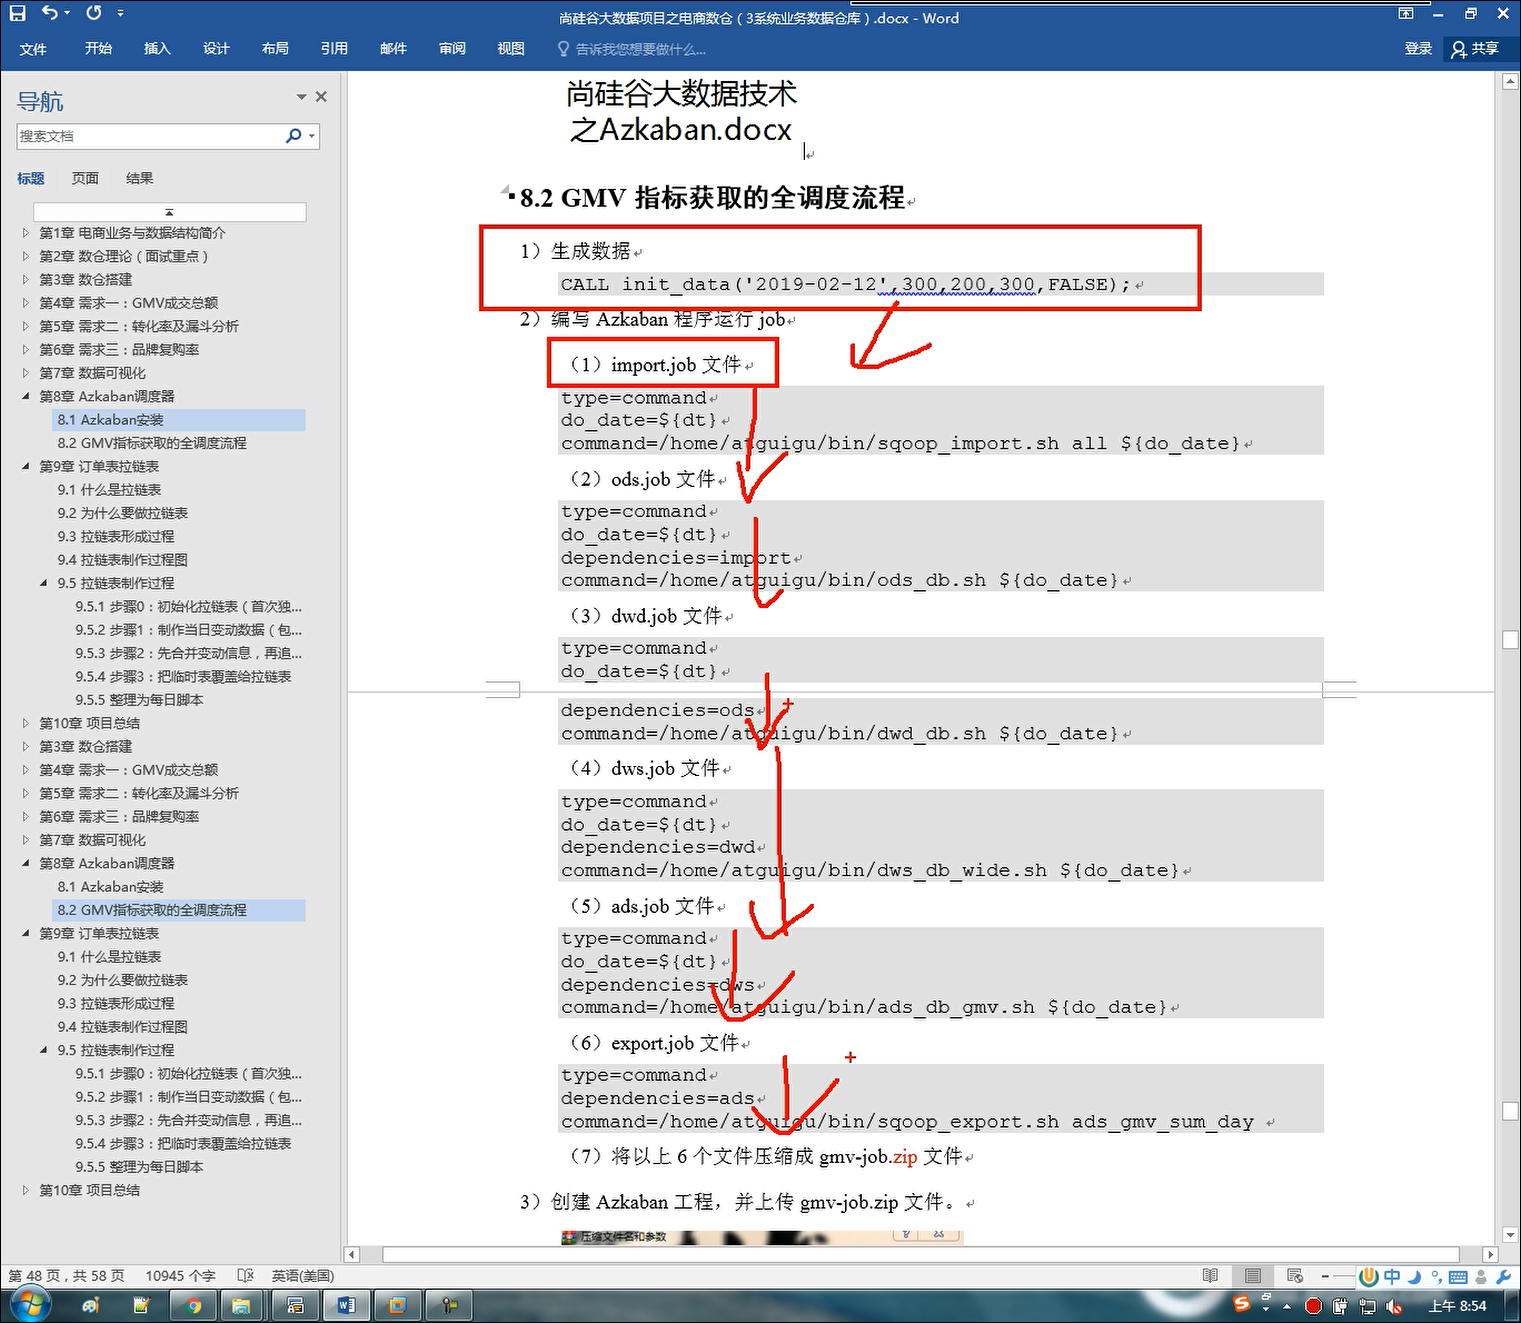 尚硅谷大数据项目之电商数仓（3系统业务数据仓库）.docx - Word
文件 开始 插入 设计 布局 引用 邮件 审阅 视图 告诉我您想要做什么... 登录 共享
导航
搜索文档
标题 页面 结果
第1章 电商业务与数据结构简介
第2章 数仓理论（面试重点）
第3章 数仓搭建
第4章 需求一：GMV成交总额
第5章 需求二：转化率及漏斗分析
第6章 需求三：品牌复购率
第7章 数据可视化
第8章 Azkaban调度器
8.1 Azkaban安装
8.2 GMV指标获取的全调度流程
第9章 订单表拉链表
9.1 什么是拉链表
9.2 为什么要做拉链表
9.3 拉链表形成过程
9.4 拉链表制作过程图
9.5 拉链表制作过程
9.5.1 步骤0：初始化拉链表（首次独...
9.5.2 步骤1：制作当日变动数据（包...
9.5.3 步骤2：先合并变动信息，再追...
9.5.4 步骤3：把临时表覆盖给拉链表
9.5.5 整理为每日脚本
第10章 项目总结
第3章 数仓搭建
第4章 需求一：GMV成交总额
第5章 需求二：转化率及漏斗分析
第6章 需求三：品牌复购率
第7章 数据可视化
第8章 Azkaban调度器
8.1 Azkaban安装
8.2 GMV指标获取的全调度流程
第9章 订单表拉链表
9.1 什么是拉链表
9.2 为什么要做拉链表
9.3 拉链表形成过程
9.4 拉链表制作过程图
9.5 拉链表制作过程
9.5.1 步骤0：初始化拉链表（首次独...
9.5.2 步骤1：制作当日变动数据（包...
9.5.3 步骤2：先合并变动信息，再追...
9.5.4 步骤3：把临时表覆盖给拉链表
9.5.5 整理为每日脚本
第10章 项目总结
尚硅谷大数据技术
之Azkaban.docx
8.2 GMV 指标获取的全调度流程
1）生成数据
CALL init_data('2019-02-12',300,200,300,FALSE);
2）编写 Azkaban 程序运行 job
（1）import.job 文件
type=command
do_date=${dt}
command=/home/atguigu/bin/sqoop_import.sh all ${do_date}
（2）ods.job 文件
type=command
do_date=${dt}
dependencies=import
command=/home/atguigu/bin/ods_db.sh ${do_date}
（3）dwd.job 文件
type=command
do_date=${dt}
dependencies=ods
command=/home/atguigu/bin/dwd_db.sh ${do_date}
（4）dws.job 文件
type=command
do_date=${dt}
dependencies=dwd
command=/home/atguigu/bin/dws_db_wide.sh ${do_date}
（5）ads.job 文件
type=command
do_date=${dt}
dependencies=dws
command=/home/atguigu/bin/ads_db_gmv.sh ${do_date}
（6）export.job 文件
type=command
dependencies=ads
command=/home/atguigu/bin/sqoop_export.sh ads_gmv_sum_day
（7）将以上 6 个文件压缩成 gmv-job.zip 文件
3）创建 Azkaban 工程，并上传 gmv-job.zip 文件。
压缩文件名和参数
第 48 页，共 58 页 10945 个字 英语(美国)
中
上午 8:54